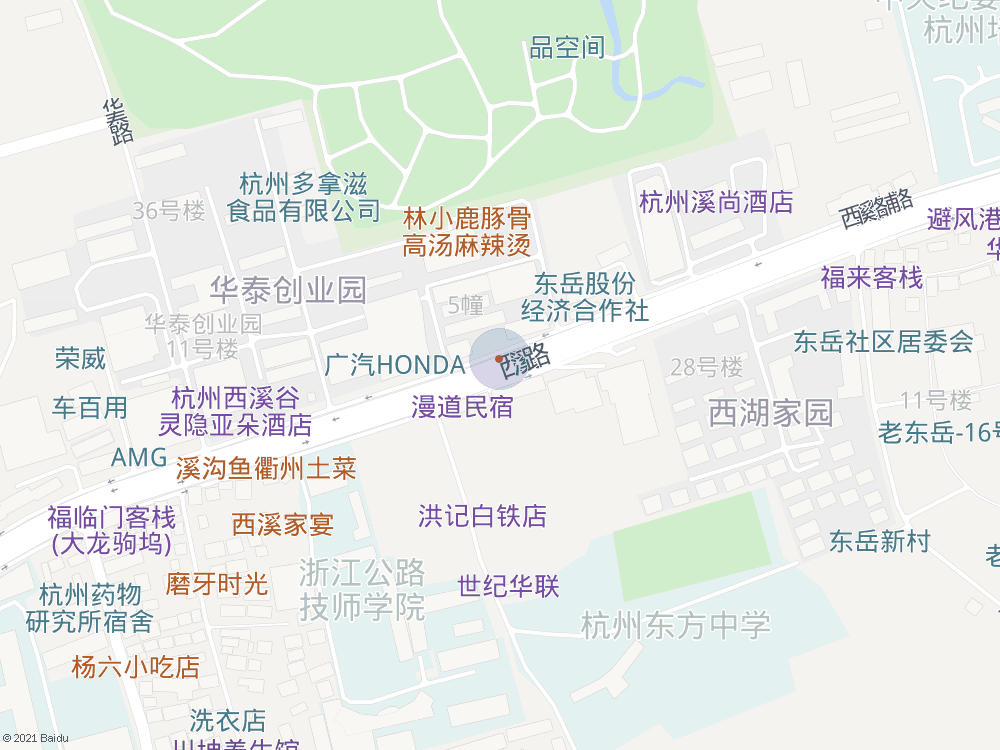 品空间
华泰路
杭州多拿滋
食品有限公司
36号楼
林小鹿豚骨
高汤麻辣烫
杭州溪尚酒店
西溪路辅路
避风港
福来客栈
华泰创业园
5幢
东岳股份
经济合作社
华泰创业园
11号楼
荣威
广汽HONDA
西溪路
28号楼
东岳社区居委会
车百用
杭州西溪谷
灵隐亚朵酒店
漫道民宿
西湖家园
11号楼
老东岳-16号
AMG
溪沟鱼衢州土菜
福临门客栈
(大龙驹坞)
西溪家宴
洪记白铁店
东岳新村
浙江公路
技师学院
磨牙时光
世纪华联
杭州药物
研究所宿舍
杭州东方中学
杨六小吃店
洗衣店
© 2021 Baidu